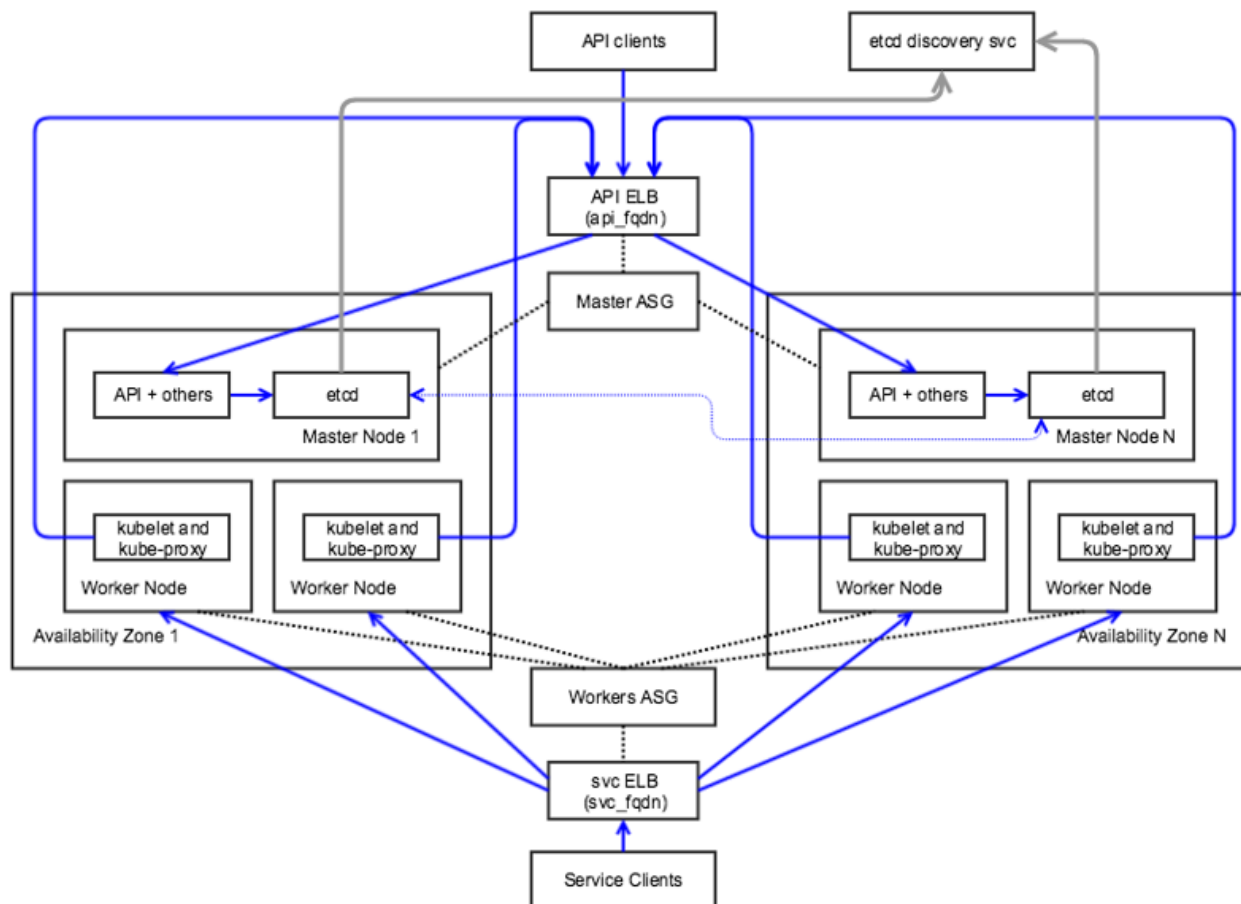 API clients
etcd discovery svc
API ELB
(api_fqdn)
Master ASG
API + others
etcd
Master Node 1
API + others
etcd
Master Node N
kubelet and
kube-proxy
Worker Node
kubelet and
kube-proxy
Worker Node
Availability Zone 1
kubelet and
kube-proxy
Worker Node
kubelet and
kube-proxy
Worker Node
Availability Zone N
Workers ASG
svc ELB
(svc_fqdn)
Service Clients